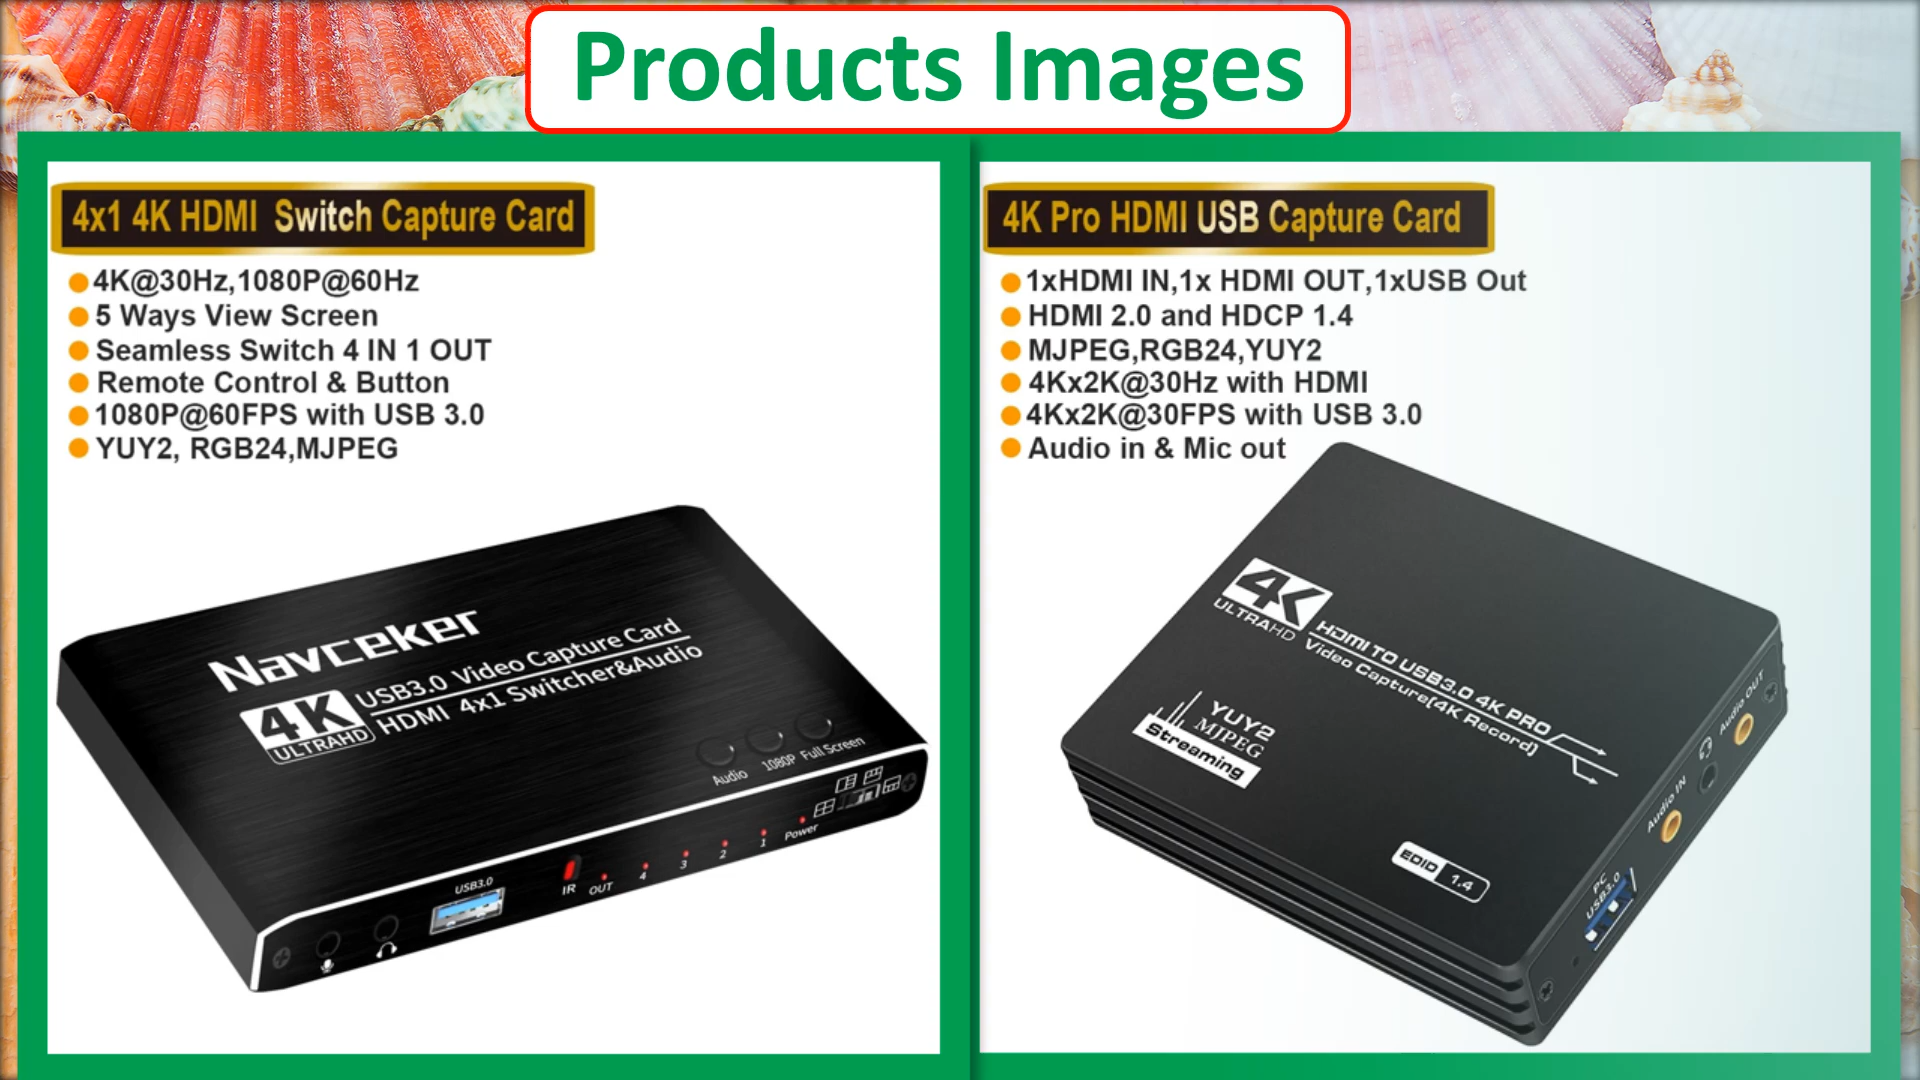 Products Images
4x1 4K HDMI Switch Capture Card
4K@30Hz,1080P@60Hz
5 Ways View Screen
Seamless Switch 4 IN 1 OUT
Remote Control & Button
1080P@60FPS with USB 3.0
YUY2, RGB24,MJPEG
Navceker
4K
ULTRAHD
USB3.0 Video Capture Card
HDMI 4x1 Switcher&Audio
Audio 1080P Full Screen
USB3.0
IR OUT 4 3 2 1 Power
4K Pro HDMI USB Capture Card
1xHDMI IN,1x HDMI OUT,1xUSB Out
HDMI 2.0 and HDCP 1.4
MJPEG,RGB24,YUY2
4Kx2K@30Hz with HDMI
4Kx2K@30FPS with USB 3.0
Audio in & Mic out
4K
ULTRAHD
HDMI TO USB3.0 4K PRO
Video Capture(4K Record)
YUY2
MJPEG
Streaming
EDID 1.4
Audio OUT
Audio IN
PC
USB3.0